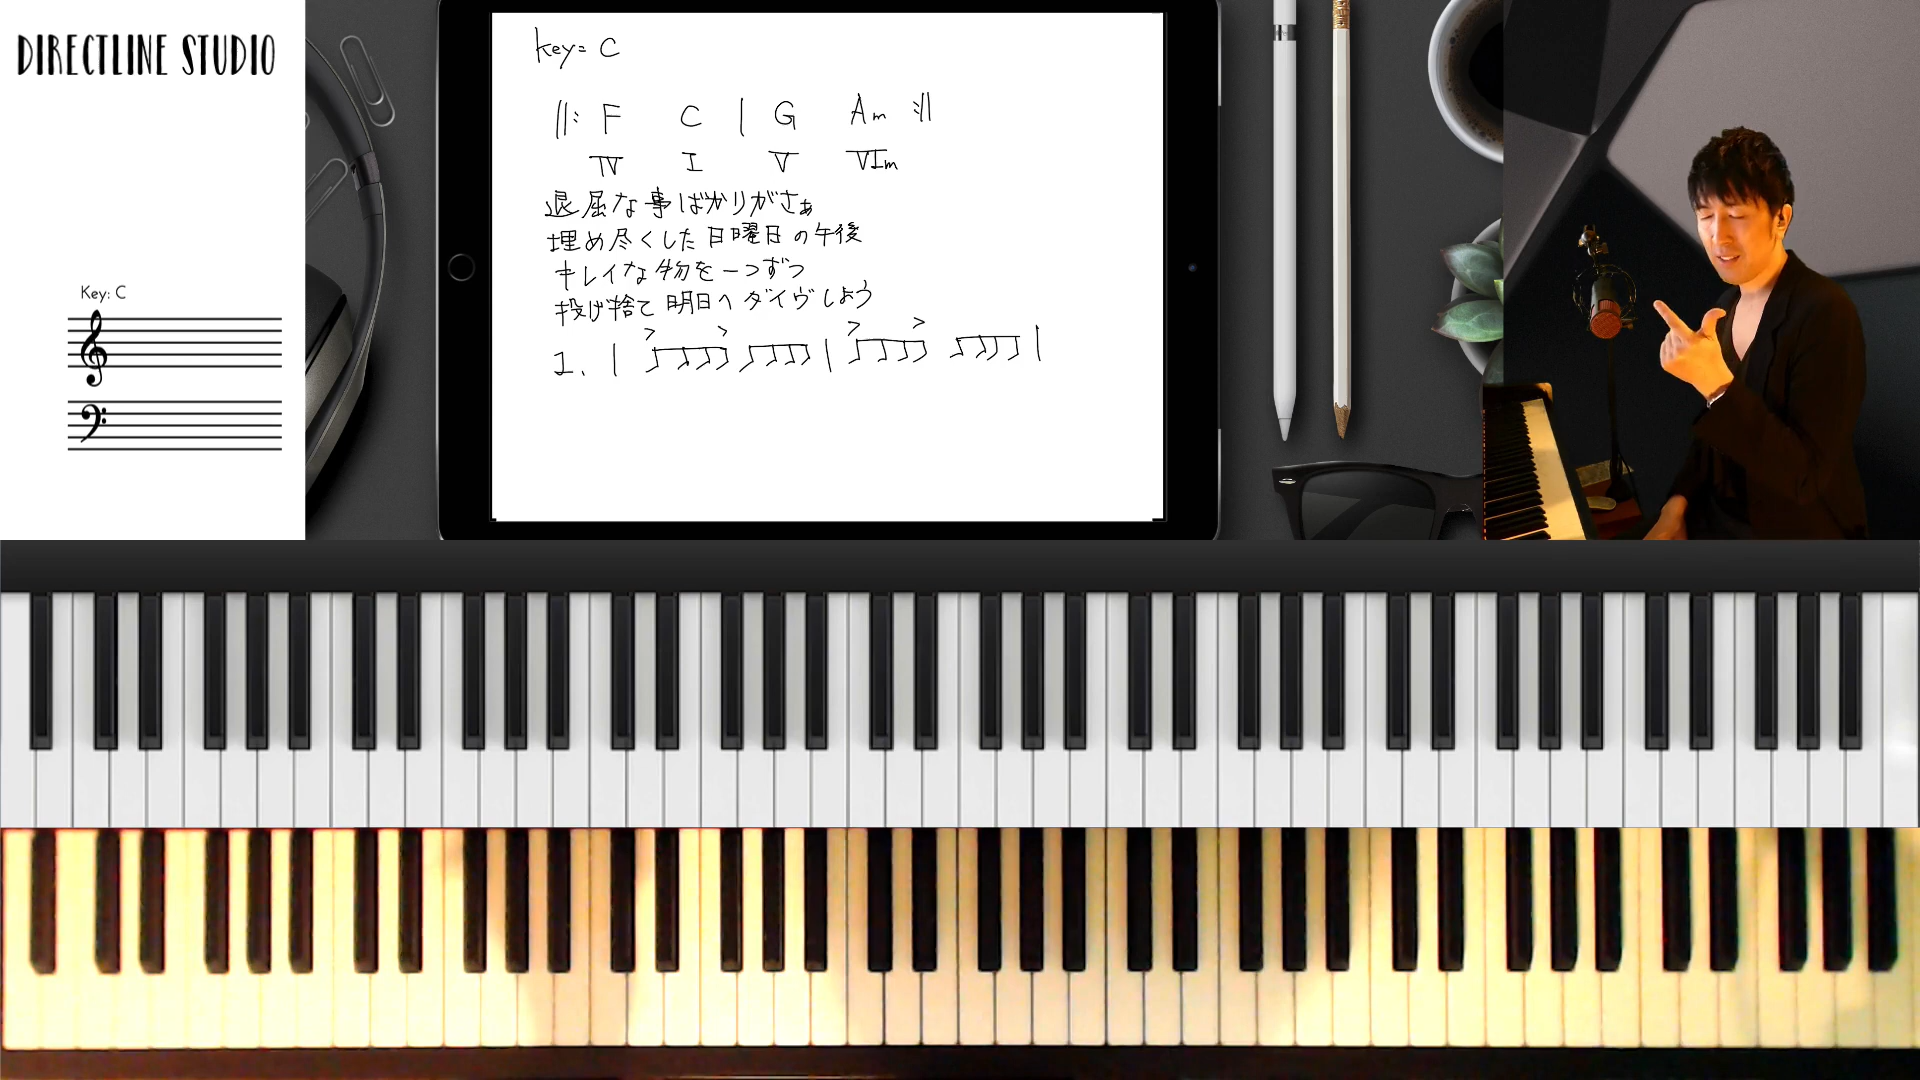 DIRECTLINE STUDIO
key= C
||: F C | G Am :||
IV I V VIm
退屈な事ばかりがさぁ
埋め尽くした日曜日の午後
キレイな物を一つずつ
投げ捨て明日へダイヴしよう
1.
Key: C